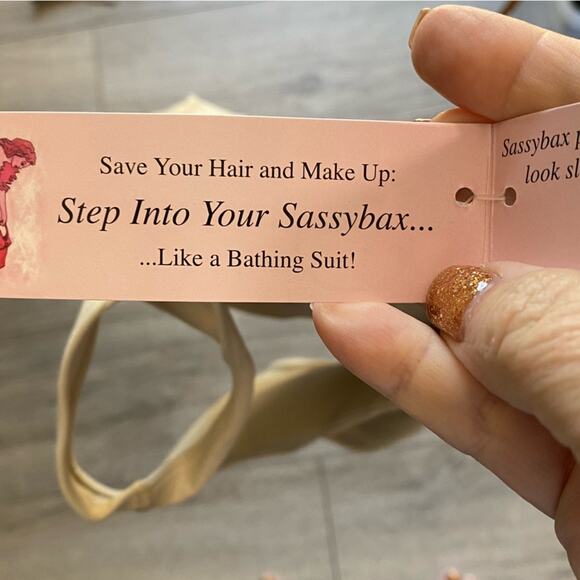 Save Your Hair and Make Up:
Step Into Your Sassybax...
...Like a Bathing Suit!
Sassybax
look